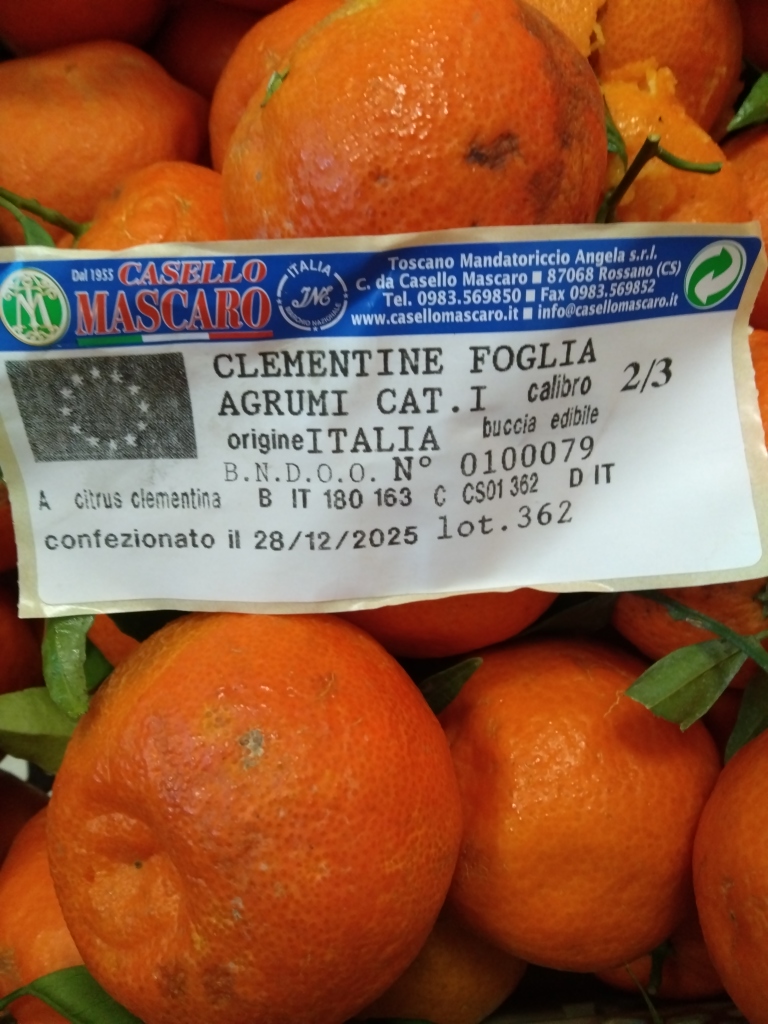 Dal 1955 CASELLO
MASCARO
M
ITALIA
Toscano Mandatoriccio Angela s.r.l.
C. da Casello Mascaro ■ 87068 Rossano (CS)
Tel. 0983.569850 ■ Fax 0983.569852
www.casellomascaro.it ■ info@casellomascaro.it
CLEMENTINE FOGLIA
AGRUMI CAT.I calibro 2/3
origine ITALIA buccia edibile
B.N.D.O.O. N° 0100079
A citrus clementina B IT 180 163 C CS01 362 D IT
confezionato il 28/12/2025 lot.362